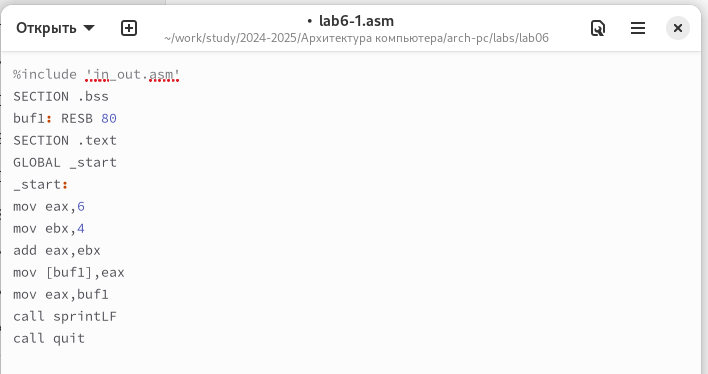 Открыть
• lab6-1.asm
~/work/study/2024-2025/Архитектура компьютера/arch-pc/labs/lab06
%include 'in_out.asm'
SECTION .bss
buf1: RESB 80
SECTION .text
GLOBAL _start
_start:
mov eax,6
mov ebx,4
add eax,ebx
mov [buf1],eax
mov eax,buf1
call sprintLF
call quit